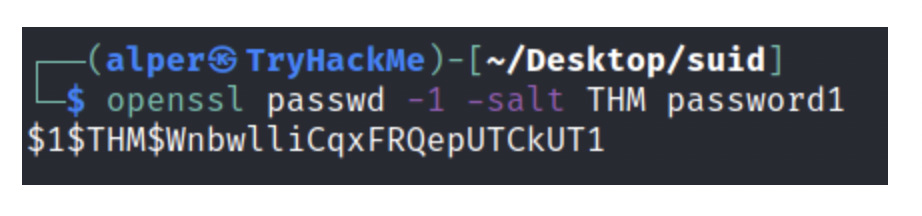 (alper㉿TryHackMe)-[~/Desktop/suid]
$ openssl passwd -1 -salt THM password1
$1$THM$WnbwlliCqxFRQepUTCkUT1